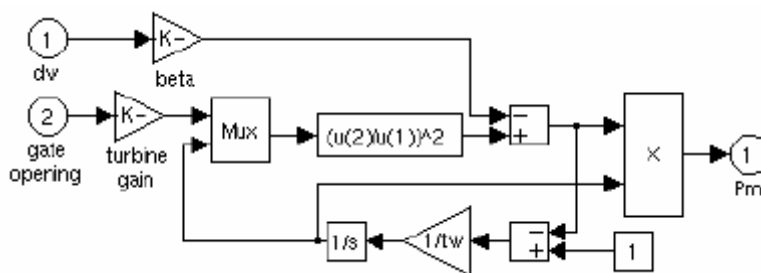 1
dv
K-
beta
2
gate
opening
K-
turbine
gain
Mux
(u(2)/u(1))^2
-
+
×
1
Pm
1/s
1/tw
-
+
1